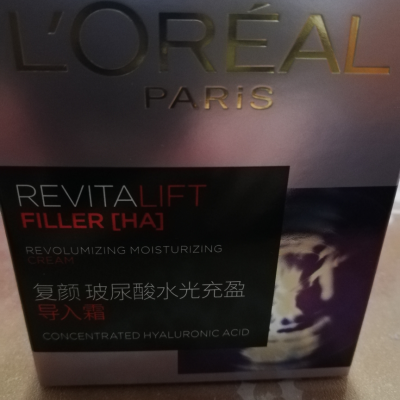 L'ORÉAL
PARIS
REVITALIFT
FILLER [HA]
REVOLUMIZING MOISTURIZING
CREAM
复颜 玻尿酸水光充盈
导入霜
CONCENTRATED HYALURONIC ACID